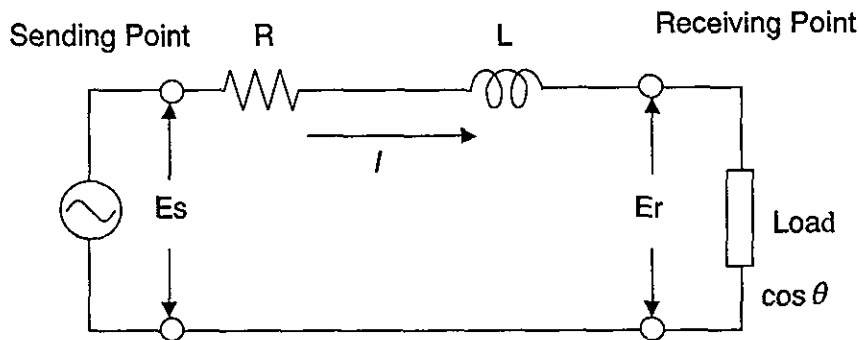 Sending Point
R
L
Receiving Point
I
Es
Er
Load
cos θ